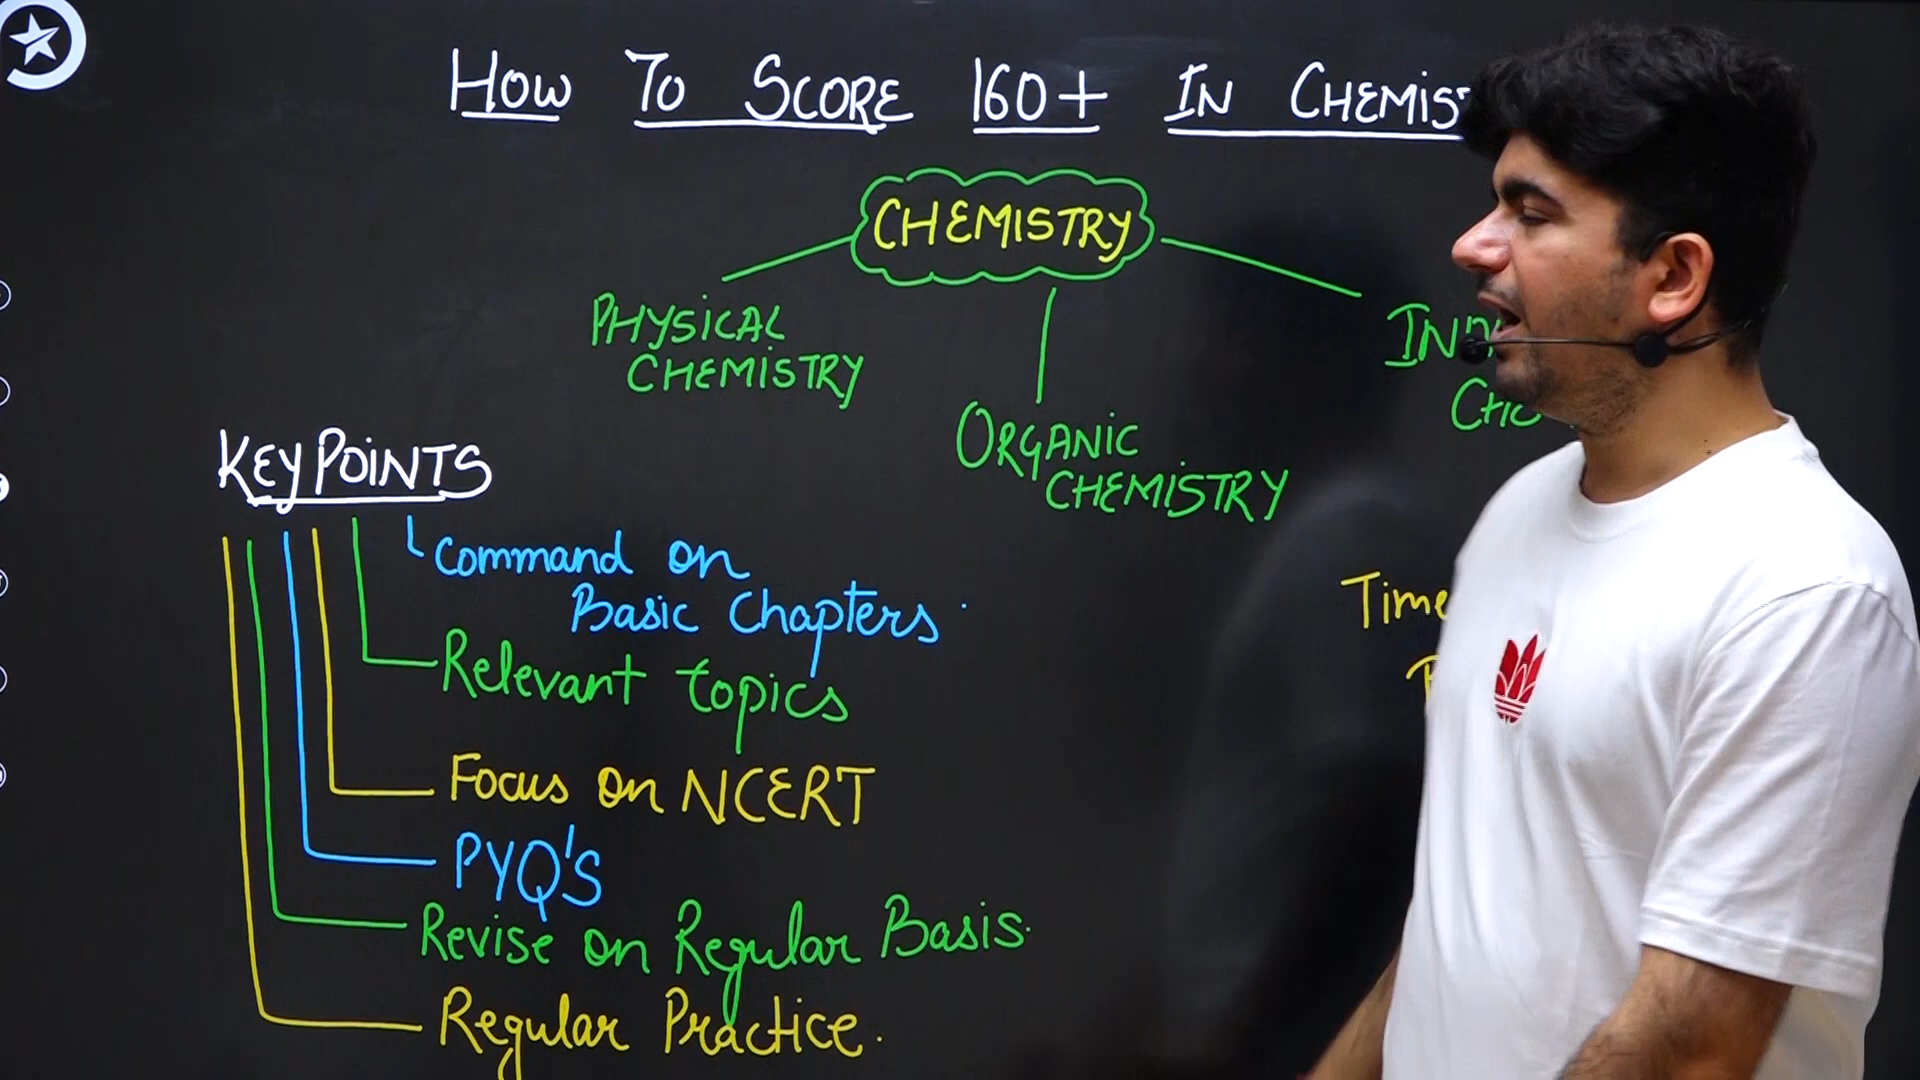 HOW TO SCORE 160+ IN
CHEMISTRY
PHYSICAL
CHEMISTRY
ORGANIC
CHEMISTRY
KEY POINTS
Command on
Basic Chapters.
Relevant topics
Focus on NCERT
PYQ'S
Revise on Regular Basis.
Regular Practice.
Time